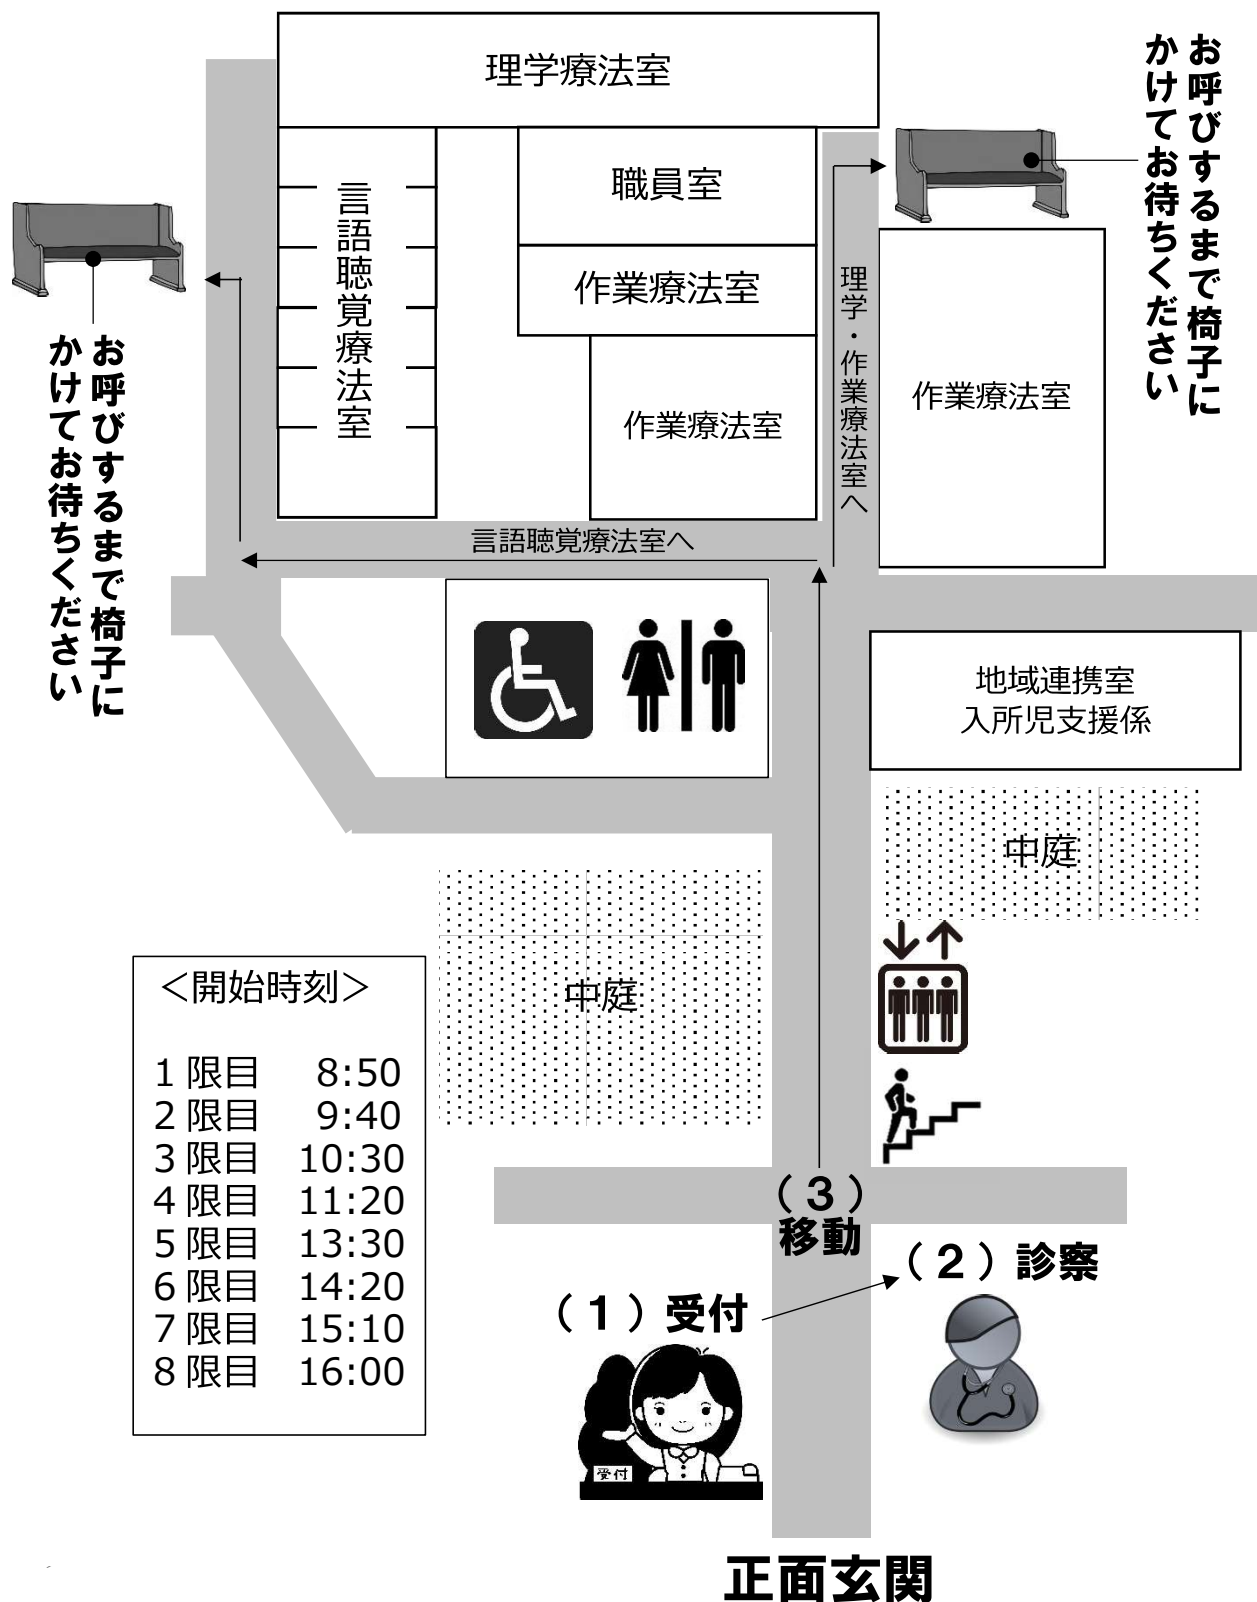 理学療法室
お呼びするまで椅子に
かけてお待ちください
職員室
言語聴覚療法室
作業療法室
理学・作業療法室へ
作業療法室
作業療法室
お呼びするまで椅子に
かけてお待ちください
言語聴覚療法室へ
地域連携室
入所児支援係
中庭
中庭
＜開始時刻＞
1限目 8:50
2限目 9:40
3限目 10:30
4限目 11:20
5限目 13:30
6限目 14:20
7限目 15:10
8限目 16:00
（３）
移動
（２）診察
（１）受付
受付
正面玄関